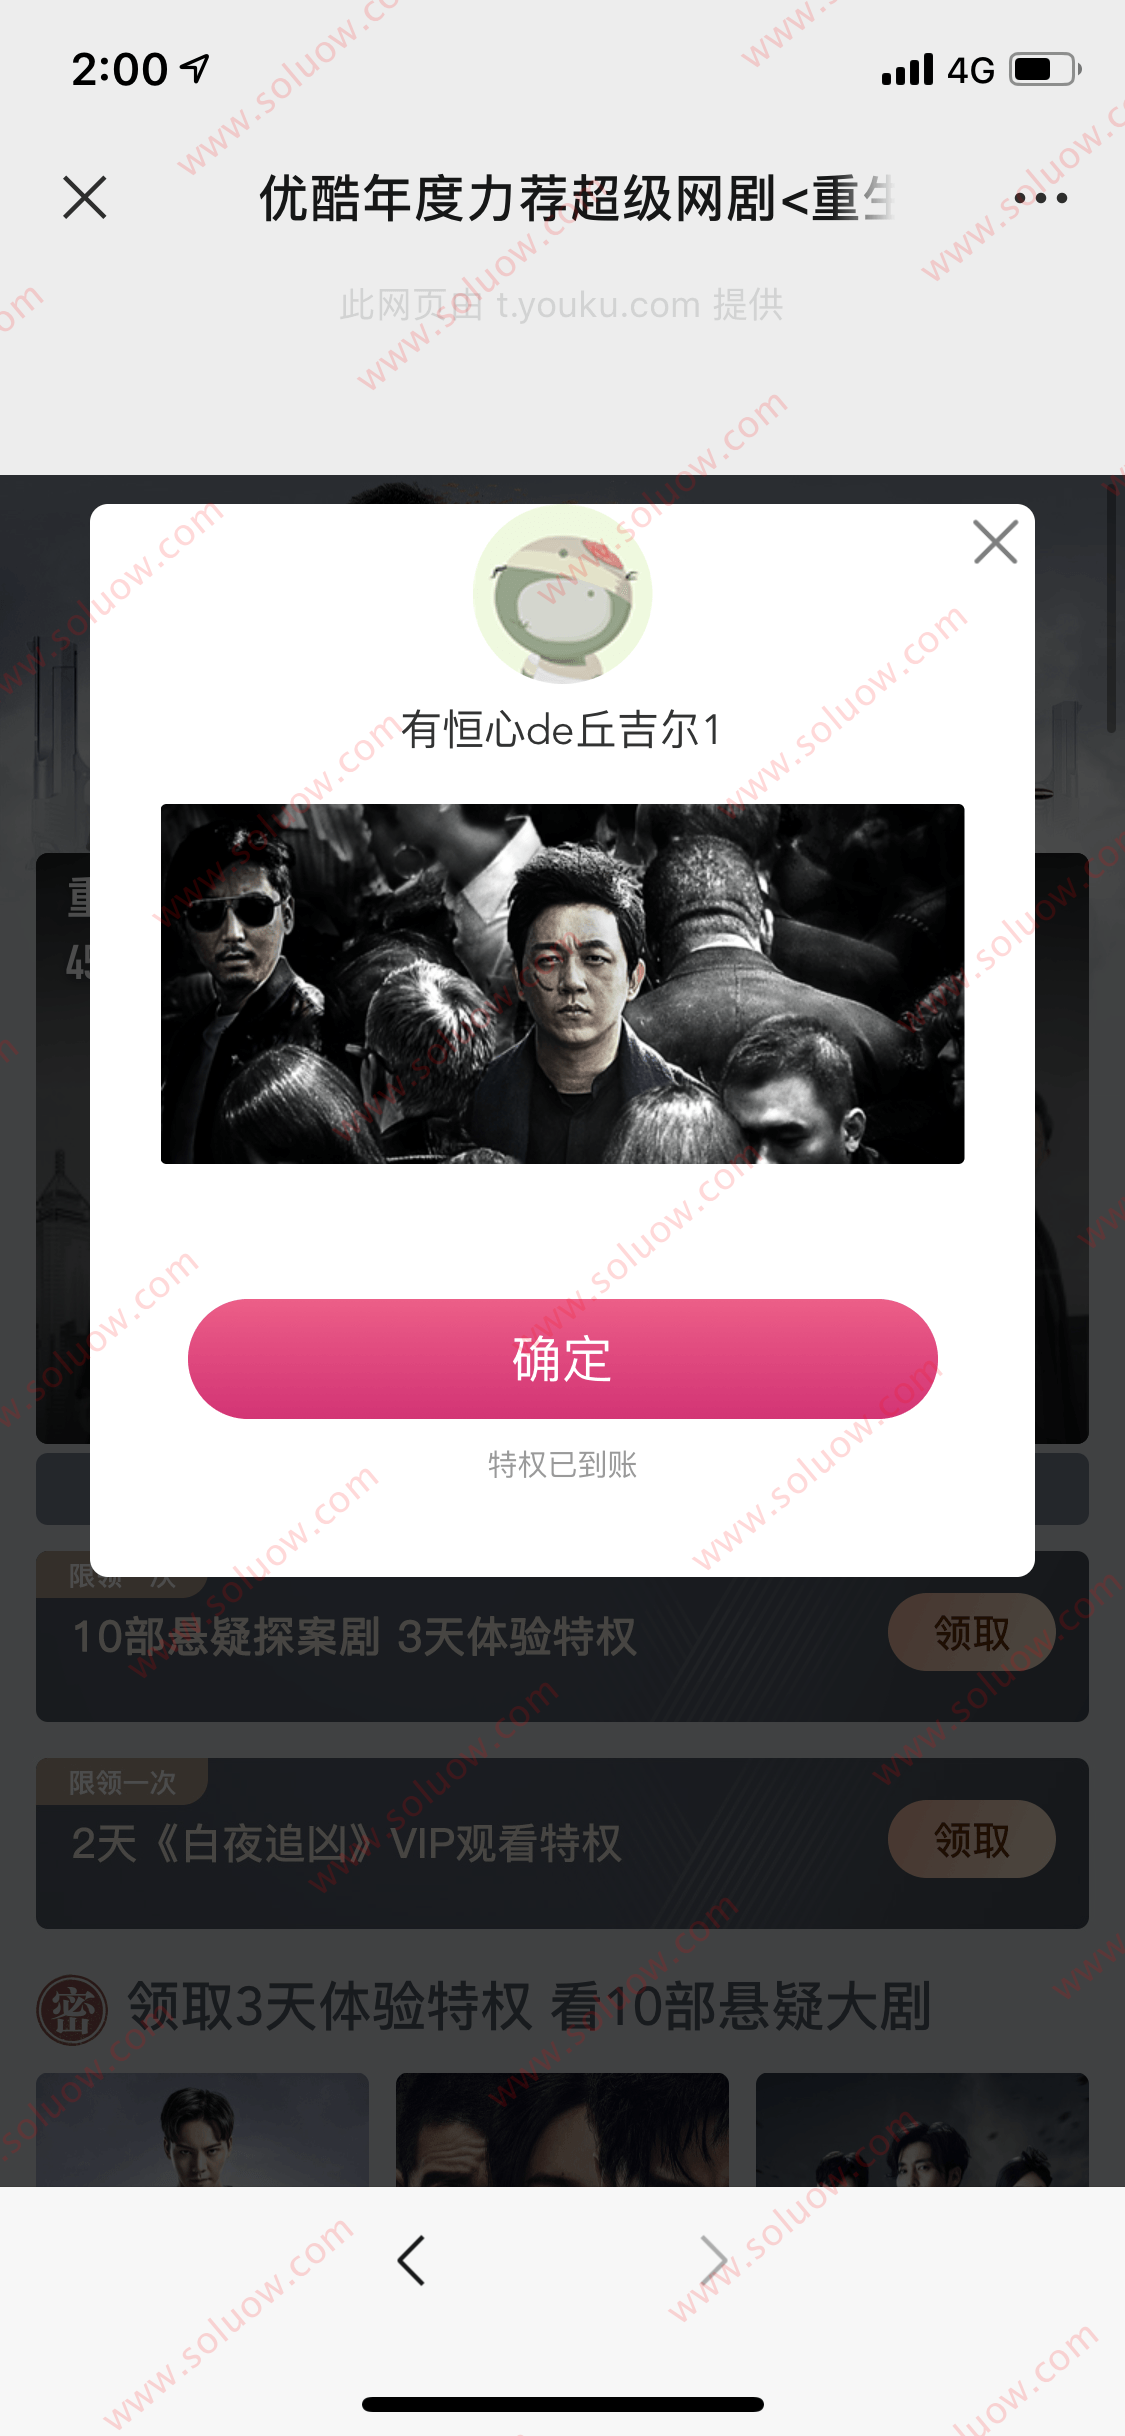 2:00
4G
优酷年度力荐超级网剧<重生
此网页由 t.youku.com 提供
有恒心de丘吉尔1
重
45
确定
特权已到账
限领一次
10部悬疑探案剧 3天体验特权
领取
限领一次
2天《白夜追凶》VIP观看特权
领取
密
领取3天体验特权 看10部悬疑大剧
www.soluow.com